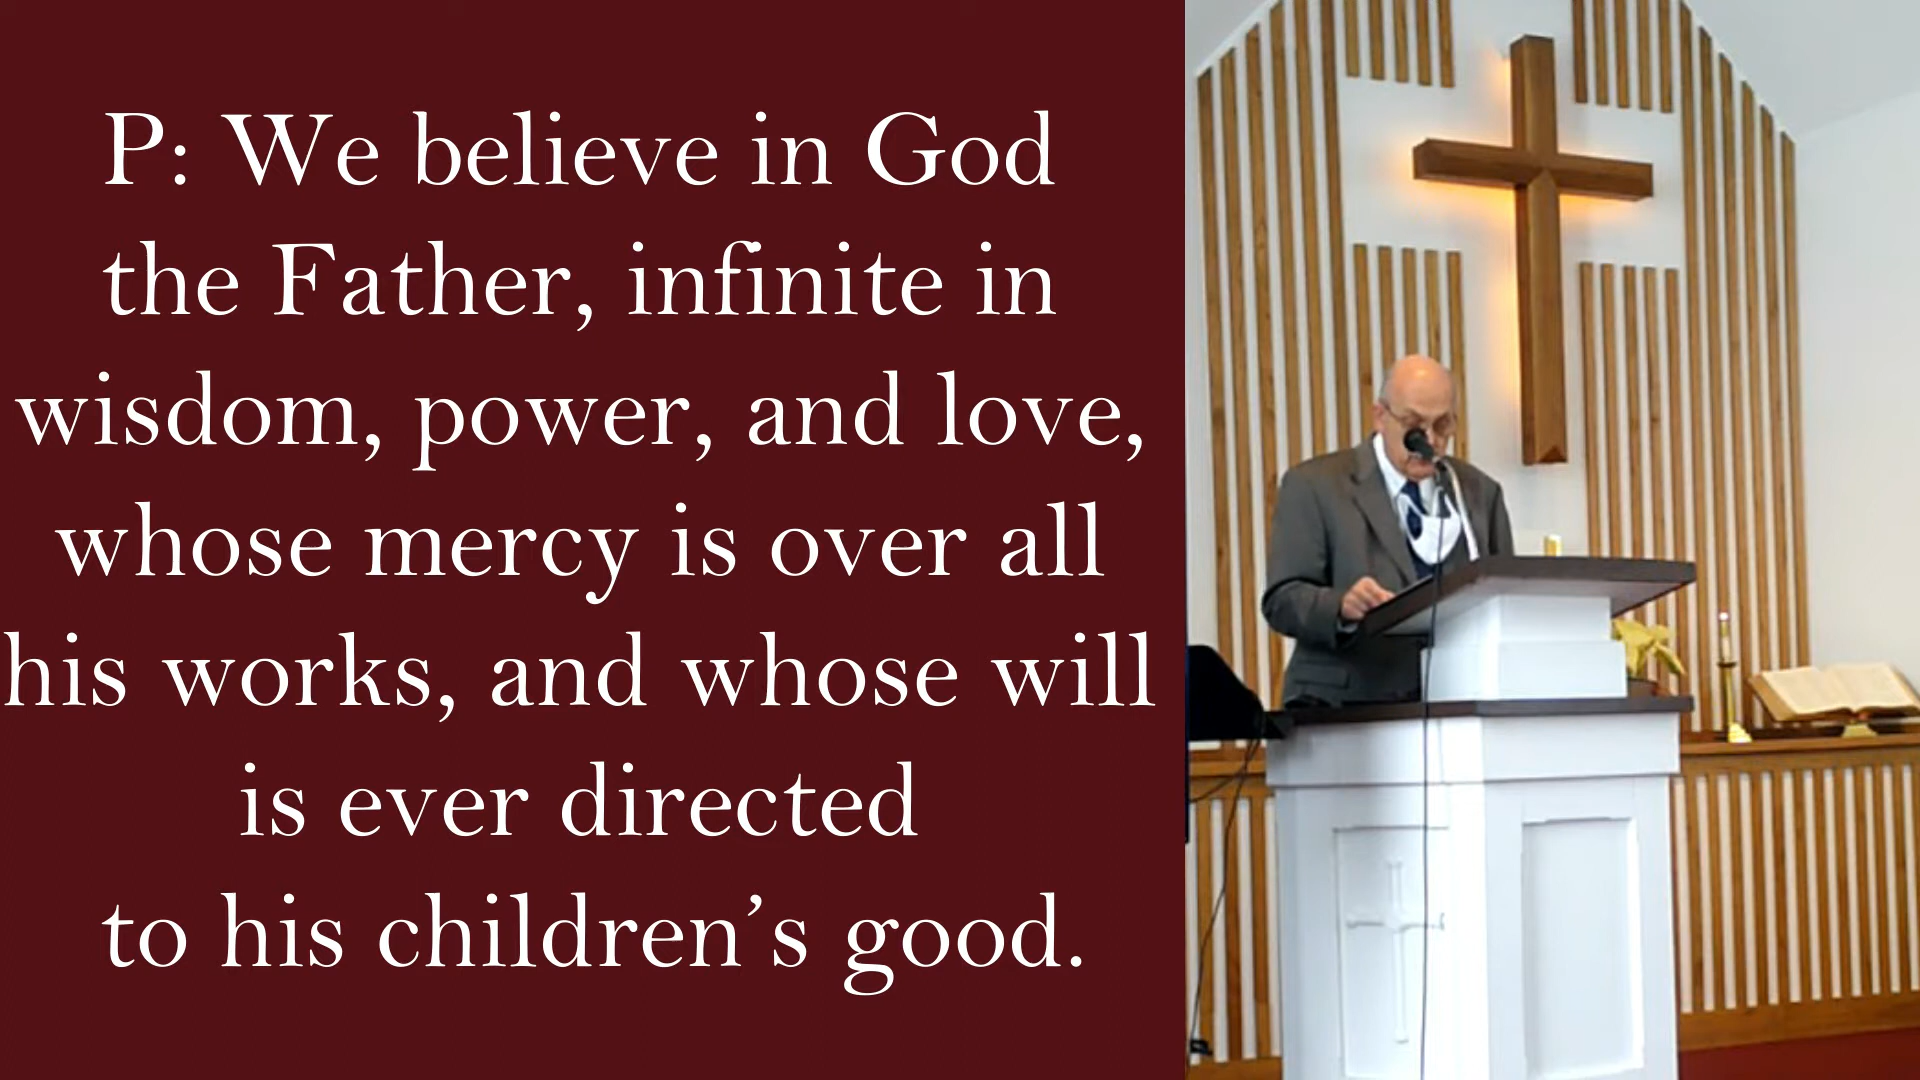 P: We believe in God
the Father, infinite in
wisdom, power, and love,
whose mercy is over all
his works, and whose will
is ever directed
to his children’s good.